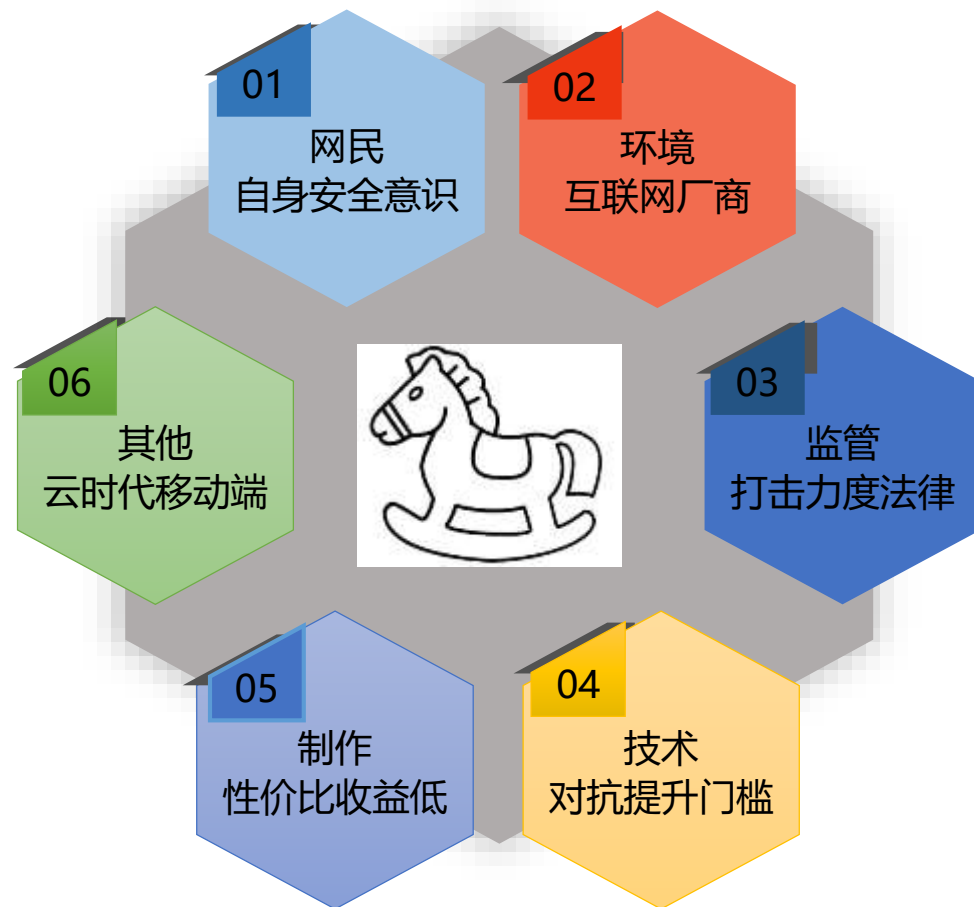 01
网民
自身安全意识
02
环境
互联网厂商
03
监管
打击力度法律
04
技术
对抗提升门槛
05
制作
性价比收益低
06
其他
云时代移动端